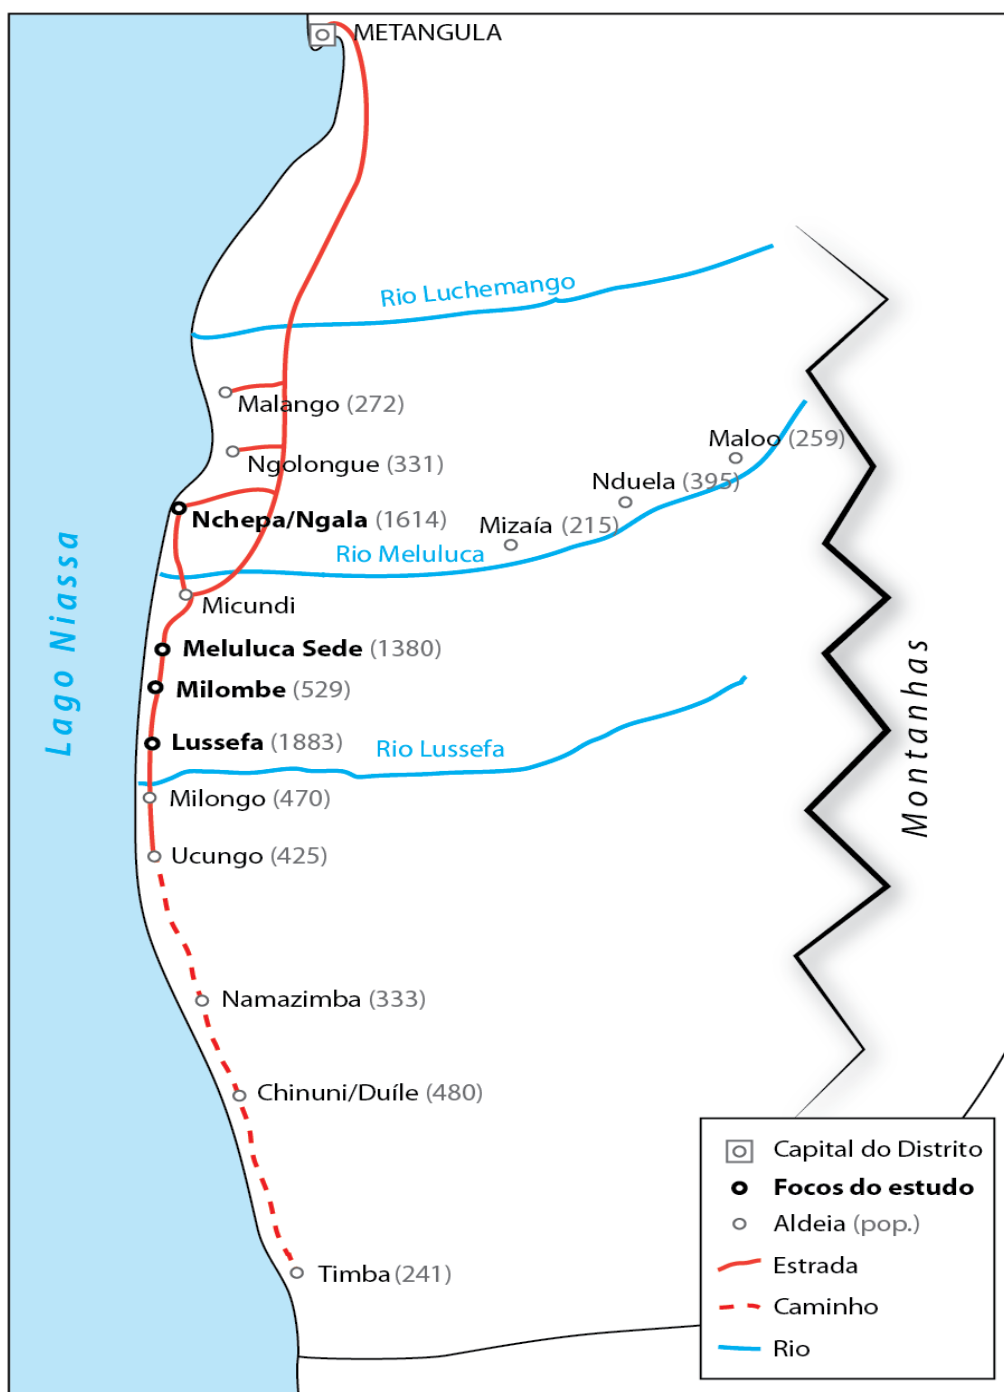 METANGULA
Rio Luchemango
Malango (272)
Maloo (259)
Ngolongue (331)
Nduela (395)
Nchepa/Ngala (1614)
Mizaía (215)
Rio Meluluca
Micundi
Meluluca Sede (1380)
Milombe (529)
Lago Niassa
Lussefa (1883)
Rio Lussefa
Montanhas
Milongo (470)
Ucungo (425)
Namazimba (333)
Chinuni/Duíle (480)
Timba (241)
Capital do Distrito
Focos do estudo
Aldeia (pop.)
Estrada
Caminho
Rio